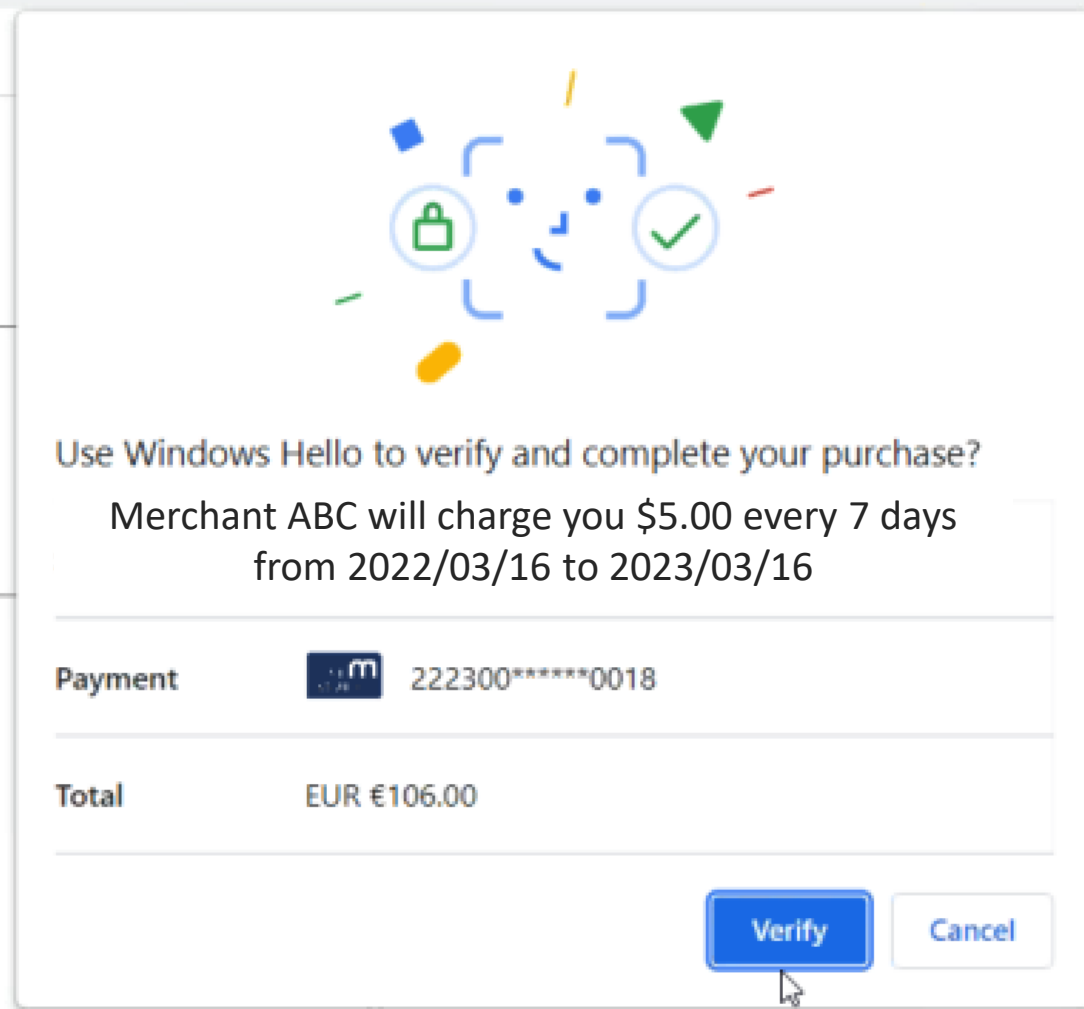 Use Windows Hello to verify and complete your purchase?
Merchant ABC will charge you $5.00 every 7 days
from 2022/03/16 to 2023/03/16
Payment m 222300******0018
Total EUR €106.00
Verify Cancel